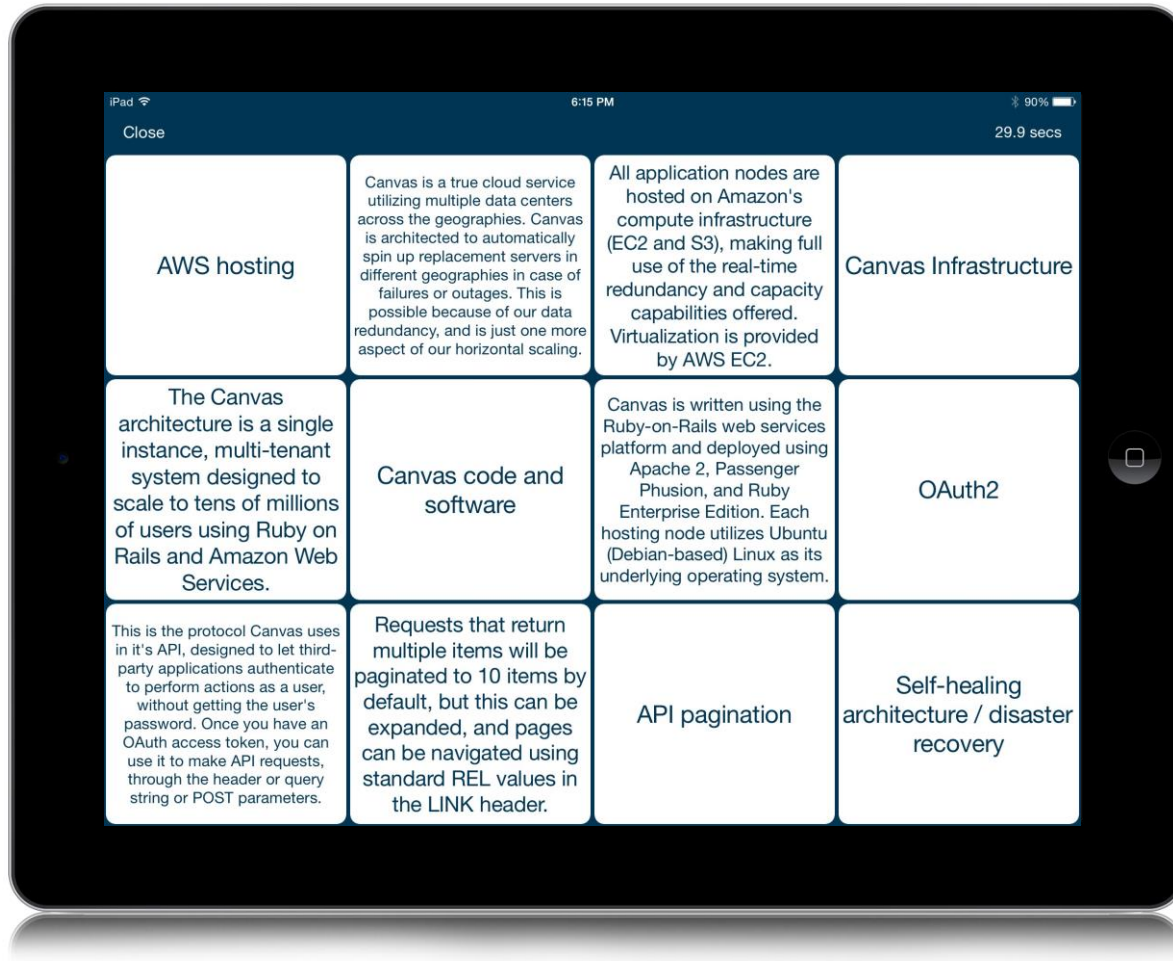 iPad
6:15 PM
90%
Close
29.9 secs
AWS hosting
Canvas is a true cloud service
utilizing multiple data centers
across the geographies. Canvas
is architected to automatically
spin up replacement servers in
different geographies in case of
failures or outages. This is
possible because of our data
redundancy, and is just one more
aspect of our horizontal scaling.
All application nodes are
hosted on Amazon's
compute infrastructure
(EC2 and S3), making full
use of the real-time
redundancy and capacity
capabilities offered.
Virtualization is provided
by AWS EC2.
Canvas Infrastructure
The Canvas
architecture is a single
instance, multi-tenant
system designed to
scale to tens of millions
of users using Ruby on
Rails and Amazon Web
Services.
Canvas code and
software
Canvas is written using the
Ruby-on-Rails web services
platform and deployed using
Apache 2, Passenger
Phusion, and Ruby
Enterprise Edition. Each
hosting node utilizes Ubuntu
(Debian-based) Linux as its
underlying operating system.
OAuth2
This is the protocol Canvas uses
in it's API, designed to let third-
party applications authenticate
to perform actions as a user,
without getting the user's
password. Once you have an
OAuth access token, you can
use it to make API requests,
through the header or query
string or POST parameters.
Requests that return
multiple items will be
paginated to 10 items by
default, but this can be
expanded, and pages
can be navigated using
standard REL values in
the LINK header.
API pagination
Self-healing
architecture / disaster
recovery